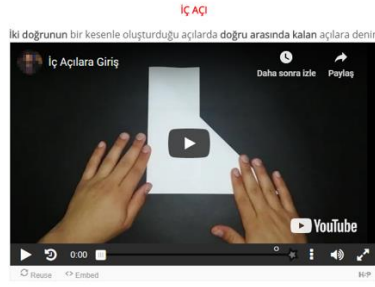 İÇ AÇI
İki doğrunun bir kesenle oluşturduğu açılarda doğru arasında kalan açılara denir
İç Açılara Giriş
Daha sonra izle
Paylaş
YouTube
0:00
Reuse
Embed
H5P